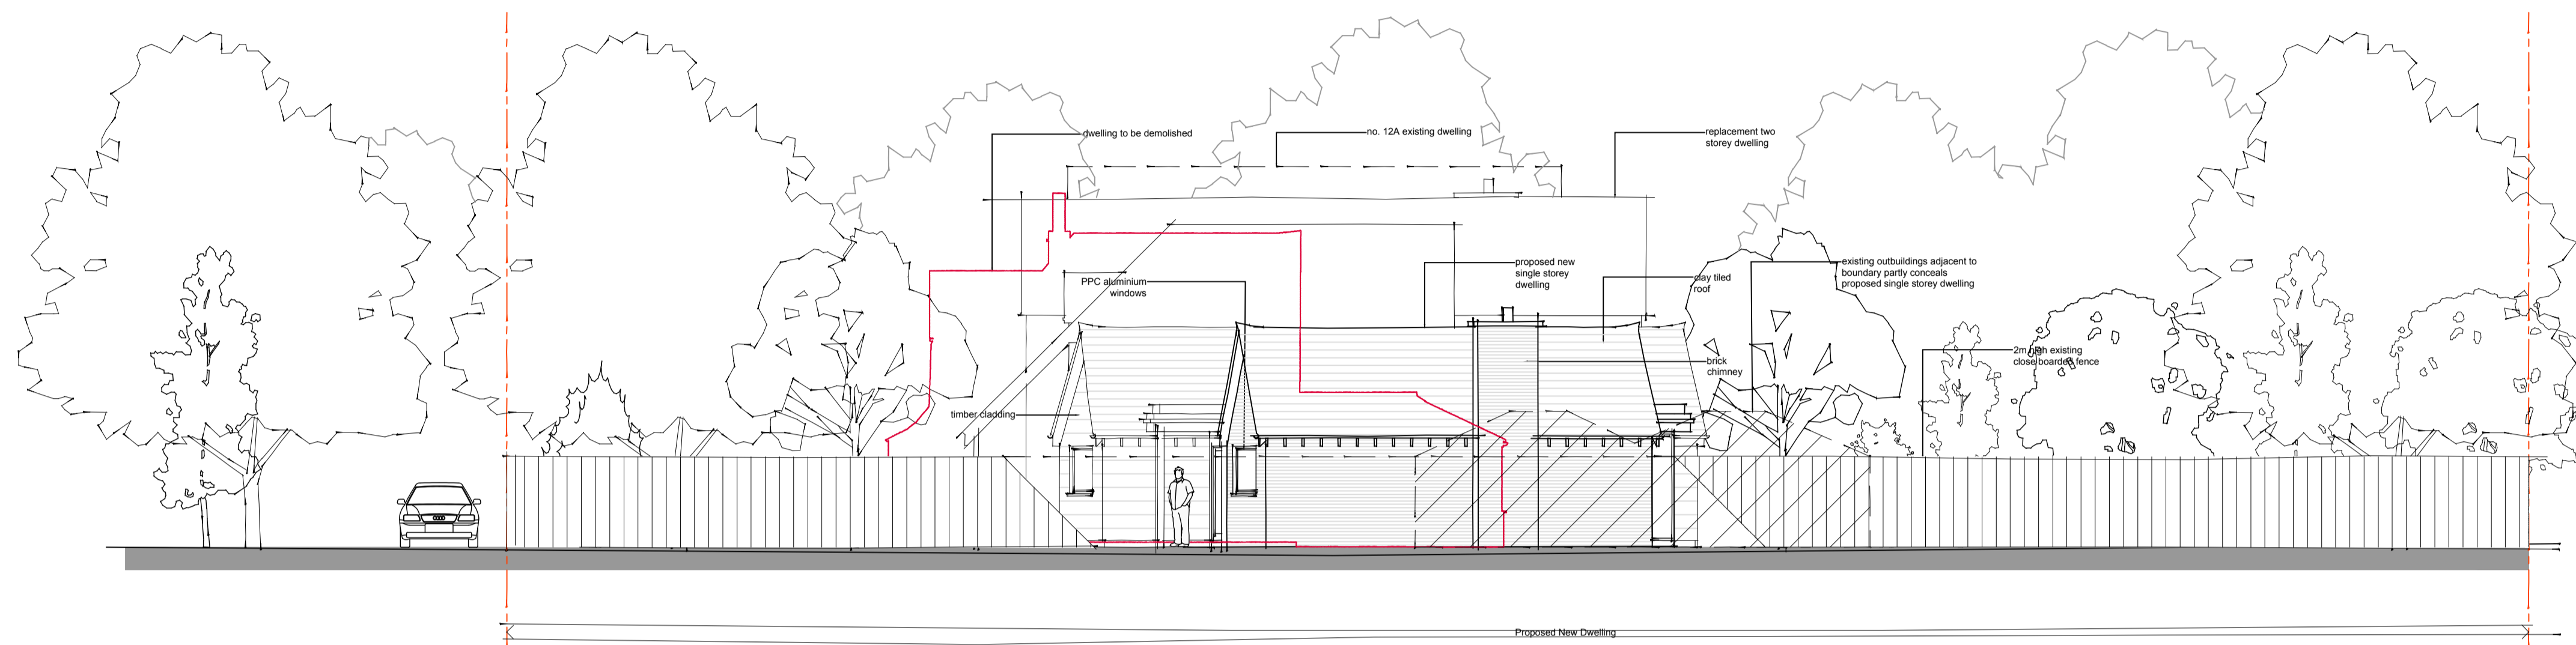 dwelling to be demolished
no. 12A existing dwelling
replacement two
storey dwelling
PPC aluminium
windows
proposed new
single storey
dwelling
clay tiled
roof
existing outbuildings adjacent to
boundary partly conceals
proposed single storey dwelling
brick
chimney
2m high existing
closeboarded fence
timber cladding
Proposed New Dwelling